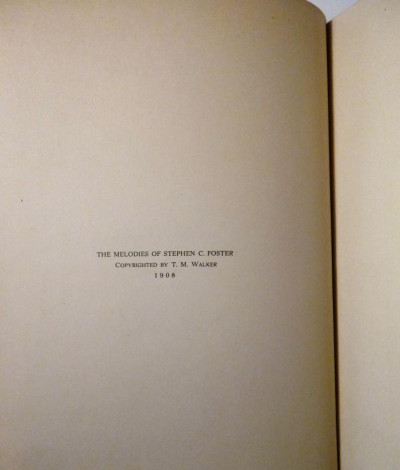 THE MELODIES OF STEPHEN C. FOSTER
COPYRIGHTED BY T. M. WALKER
1908